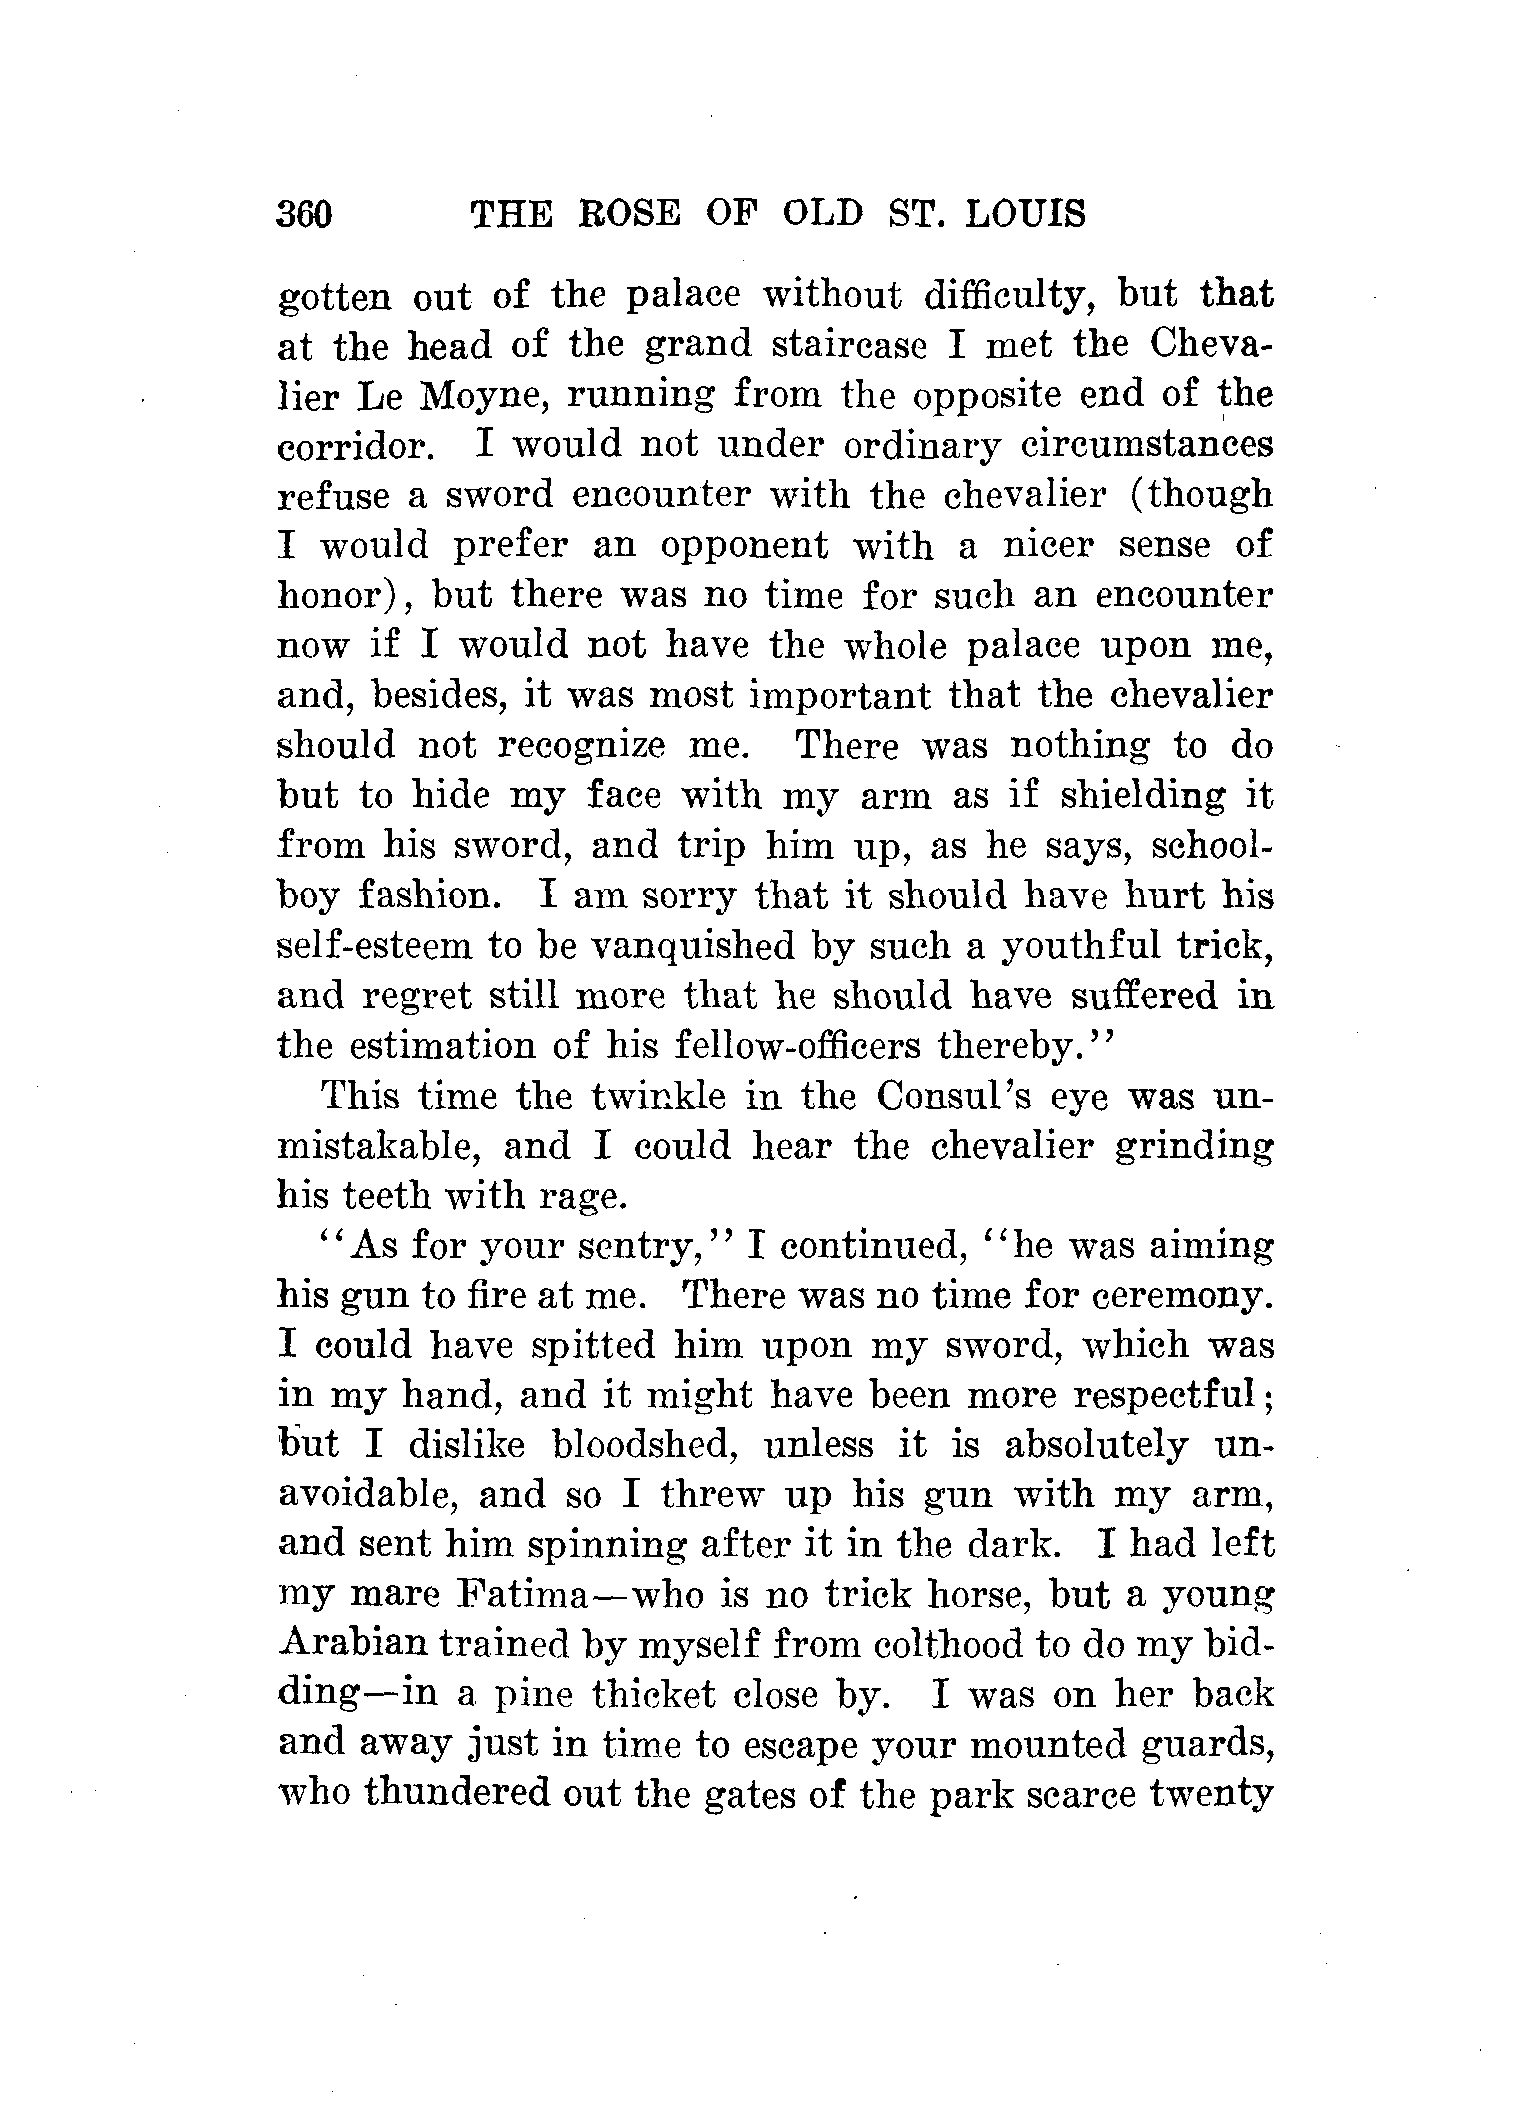 360 THE ROSE OF OLD ST. LOUIS
gotten out of the palace without difficulty, but that
at the head of the grand staircase I met the Cheva-
lier Le Moyne, running from the opposite end of the
corridor. I would not under ordinary circumstances
refuse a sword encounter with the chevalier (though
I would prefer an opponent with a nicer sense of
honor), but there was no time for such an encounter
now if I would not have the whole palace upon me,
and, besides, it was most important that the chevalier
should not recognize me. There was nothing to do
but to hide my face with my arm as if shielding it
from his sword, and trip him up, as he says, school-
boy fashion. I am sorry that it should have hurt his
self-esteem to be vanquished by such a youthful trick,
and regret still more that he should have suffered in
the estimation of his fellow-officers thereby.''
This time the twinkle in the Consul's eye was un-
mistakable, and I could hear the chevalier grinding
his teeth with rage.
``As for your sentry,'' I continued, ``he was aiming
his gun to fire at me. There was no time for ceremony.
I could have spitted him upon my sword, which was
in my hand, and it might have been more respectful;
but I dislike bloodshed, unless it is absolutely un-
avoidable, and so I threw up his gun with my arm,
and sent him spinning after it in the dark. I had left
my mare Fatima—who is no trick horse, but a young
Arabian trained by myself from colthood to do my bid-
ding—in a pine thicket close by. I was on her back
and away just in time to escape your mounted guards,
who thundered out the gates of the park scarce twenty